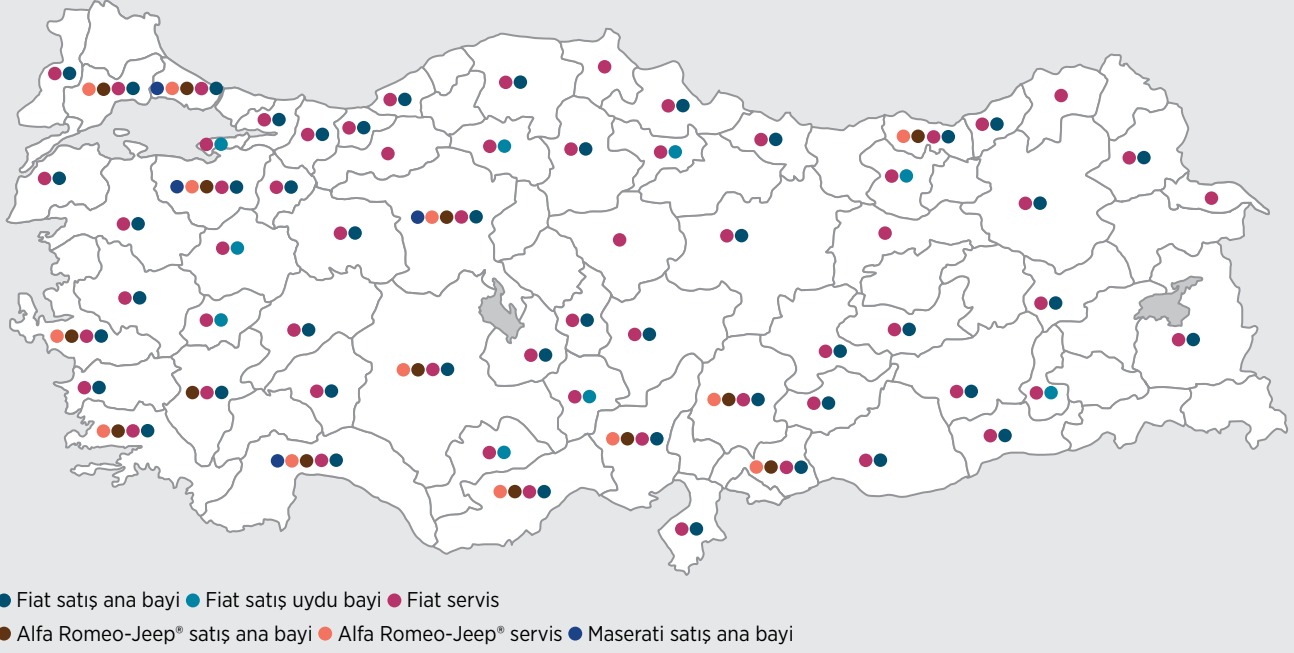 Fiat satış ana bayi Fiat satış uydu bayi Fiat servis
Alfa Romeo-Jeep® satış ana bayi Alfa Romeo-Jeep® servis Maserati satış ana bayi